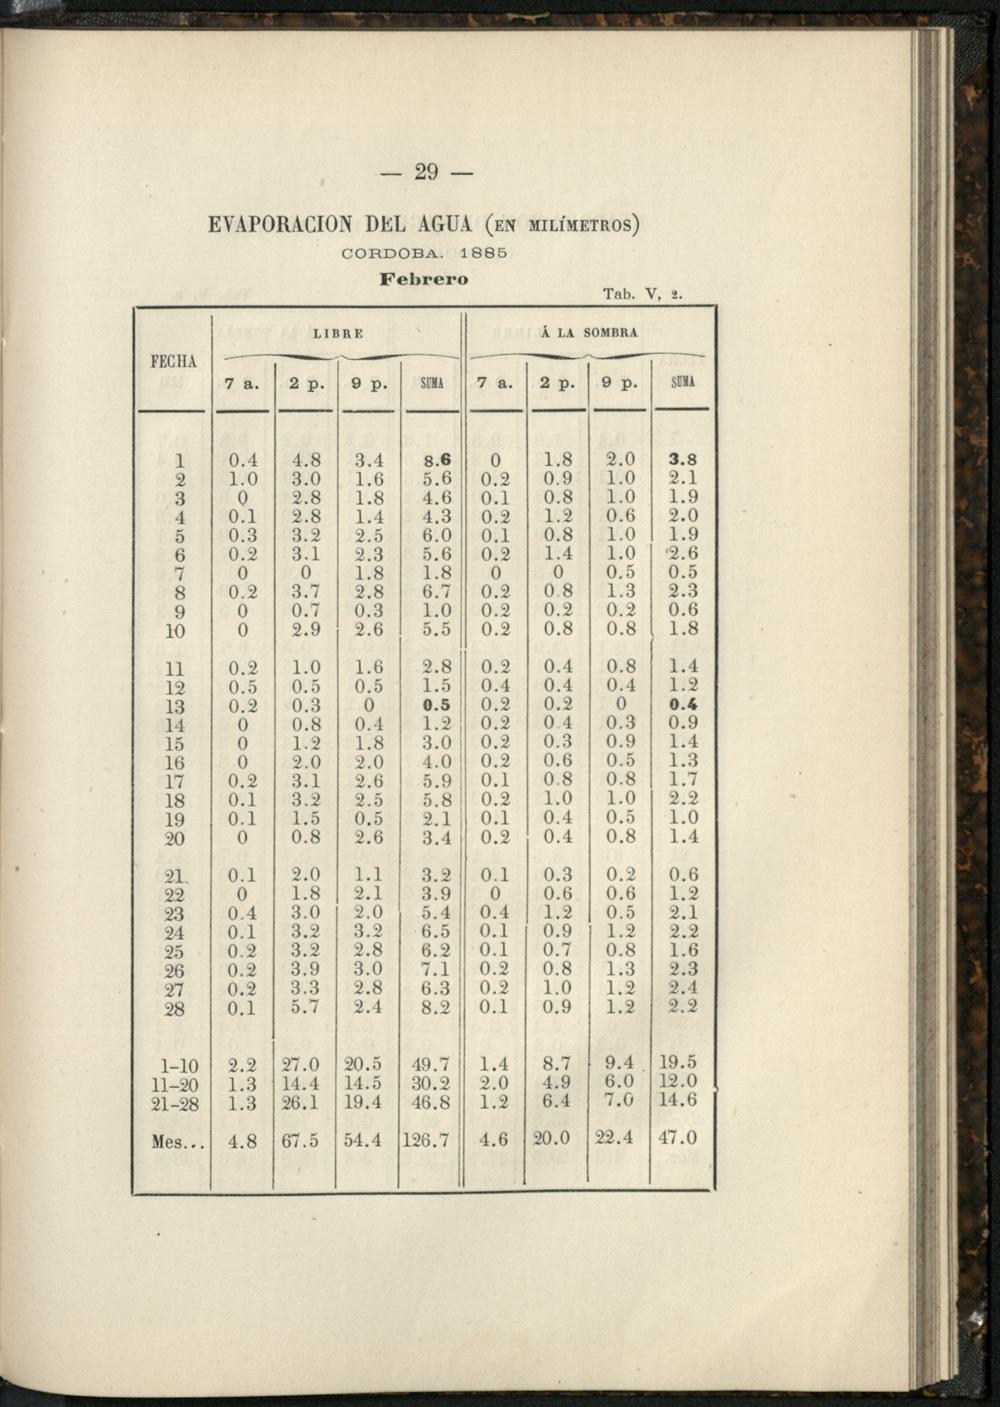 — 29 —
EVAPORACION DEL AGUA (EN MILÍMETROS)
CORDOBA. 1885
Febrero
Tab. V, 2.
FECHA LIBRE Á LA SOMBRA
7 a. 2 p. 9 p. SUMA 7 a. 2 p. 9 p. SUMA
1 0.4 4.8 3.4 8.6 0 1.8 2.0 3.8
2 1.0 3.0 1.6 5.6 0.2 0.9 1.0 2.1
3 0 2.8 1.8 4.6 0.1 0.8 1.0 1.9
4 0.1 2.8 1.4 4.3 0.2 1.2 0.6 2.0
5 0.3 3.2 2.5 6.0 0.1 0.8 1.0 1.9
6 0.2 3.1 2.3 5.6 0.2 1.4 1.0 2.6
7 0 0 1.8 1.8 0 0 0.5 0.5
8 0.2 3.7 2.8 6.7 0.2 0.8 1.3 2.3
9 0 0.7 0.3 1.0 0.2 0.2 0.2 0.6
10 0 2.9 2.6 5.5 0.2 0.8 0.8 1.8
11 0.2 1.0 1.6 2.8 0.2 0.4 0.8 1.4
12 0.5 0.5 0.5 1.5 0.4 0.4 0.4 1.2
13 0.2 0.3 0 0.5 0.2 0.2 0 0.4
14 0 0.8 0.4 1.2 0.2 0.4 0.3 0.9
15 0 1.2 1.8 3.0 0.2 0.3 0.9 1.4
16 0 2.0 2.0 4.0 0.2 0.6 0.5 1.3
17 0.2 3.1 2.6 5.9 0.1 0.8 0.8 1.7
18 0.1 3.2 2.5 5.8 0.2 1.0 1.0 2.2
19 0.1 1.5 0.5 2.1 0.1 0.4 0.5 1.0
20 0 0.8 2.6 3.4 0.2 0.4 0.8 1.4
21 0.1 2.0 1.1 3.2 0.1 0.3 0.2 0.6
22 0 1.8 2.1 3.9 0 0.6 0.6 1.2
23 0.4 3.0 2.0 5.4 0.4 1.2 0.5 2.1
24 0.1 3.2 3.2 6.5 0.1 0.9 1.2 2.2
25 0.2 3.2 2.8 6.2 0.1 0.7 0.8 1.6
26 0.2 3.9 3.0 7.1 0.2 0.8 1.3 2.3
27 0.2 3.3 2.8 6.3 0.2 1.0 1.2 2.4
28 0.1 5.7 2.4 8.2 0.1 0.9 1.2 2.2
1-10 2.2 27.0 20.5 49.7 1.4 8.7 9.4 19.5
11-20 1.3 14.4 14.5 30.2 2.0 4.9 6.0 12.0
21-28 1.3 26.1 19.4 46.8 1.2 6.4 7.0 14.6
Mes... 4.8 67.5 54.4 126.7 4.6 20.0 22.4 47.0